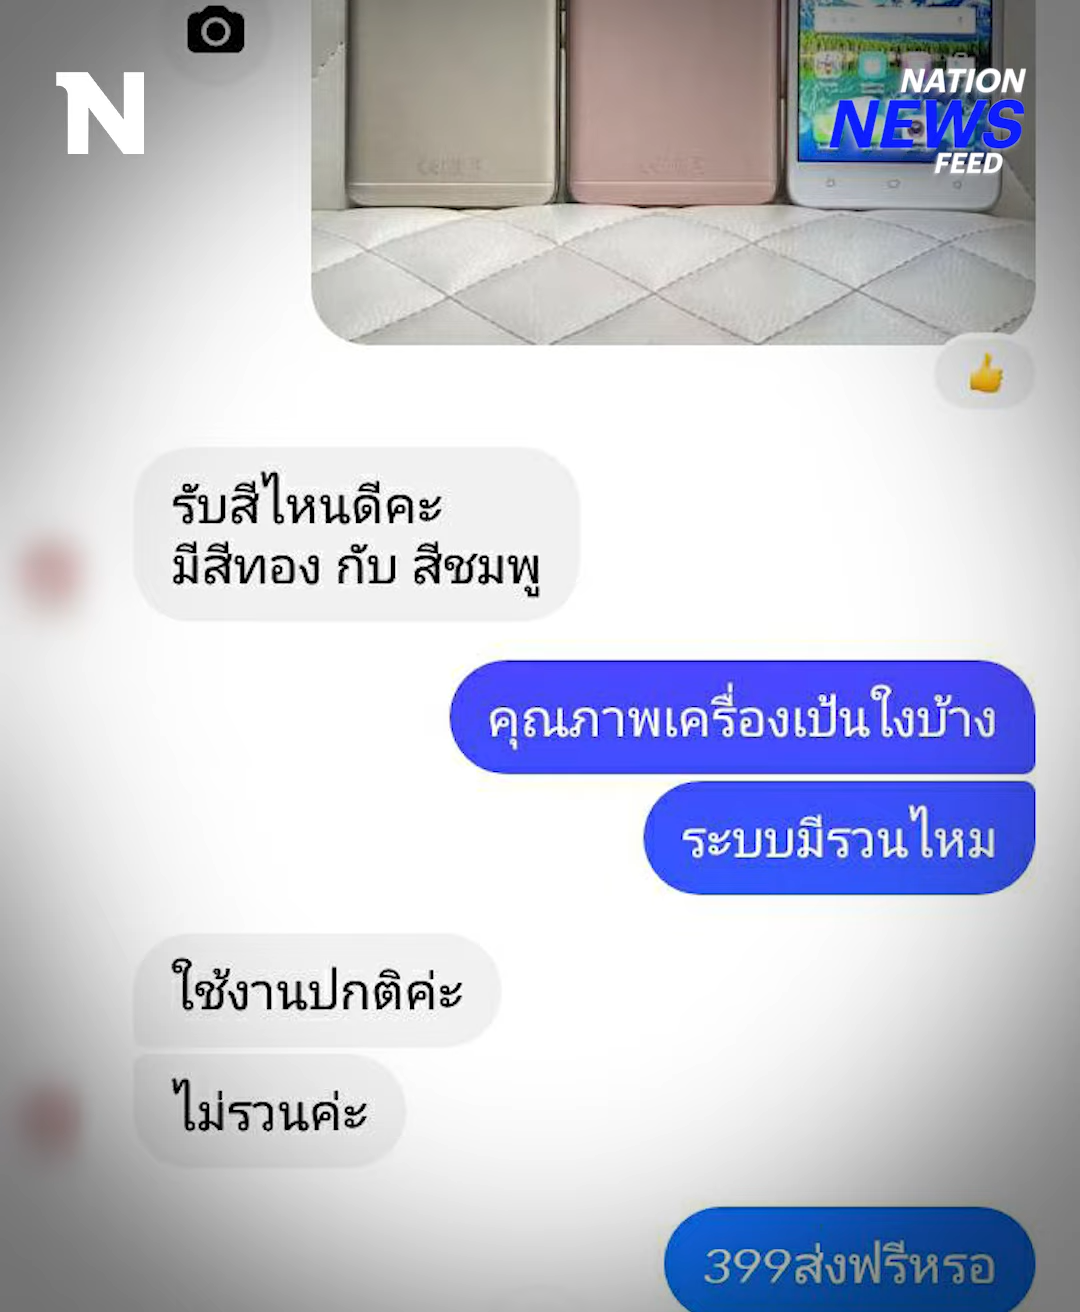 N
NATION
NEWS
FEED
รับสีไหนดีคะ
มีสีทอง กับ สีชมพู
คุณภาพเครื่องเป้นใงบ้าง
ระบบมีรวนไหม
ใช้งานปกติค่ะ
ไม่รวนค่ะ
399ส่งฟรีหรอ